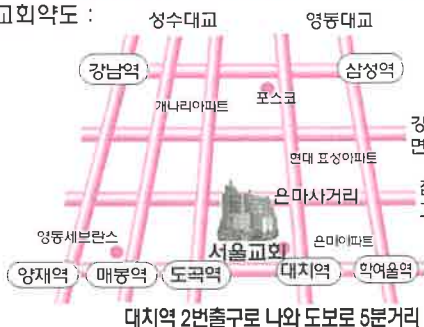 교회약도 :
성수대교 영동대교
강남역 삼성역
개나리아파트 포스코
현대 효성아파트
은마사거리
영동세브란스 서울교회 은마아파트
양재역 매봉역 도곡역 대치역 학여울역
대치역 2번출구로 나와 도보로 5분거리